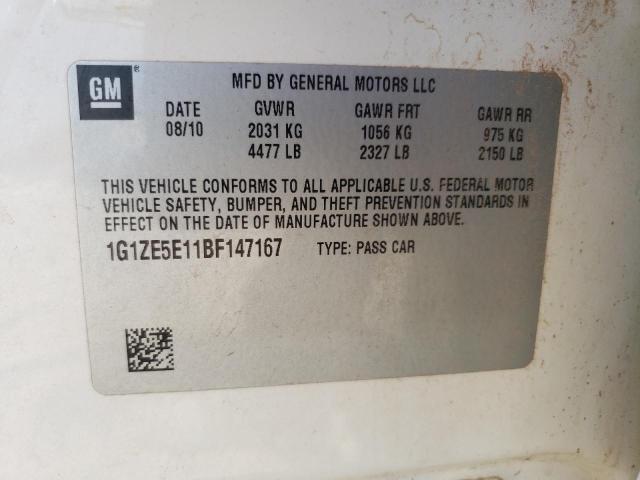 GM ®
MFD BY GENERAL MOTORS LLC
DATE GVWR GAWR FRT GAWR RR
08/10 2031 KG 1056 KG 975 KG
4477 LB 2327 LB 2150 LB
THIS VEHICLE CONFORMS TO ALL APPLICABLE U.S. FEDERAL MOTOR
VEHICLE SAFETY, BUMPER, AND THEFT PREVENTION STANDARDS IN
EFFECT ON THE DATE OF MANUFACTURE SHOWN ABOVE.
1G1ZE5E11BF147167 TYPE: PASS CAR